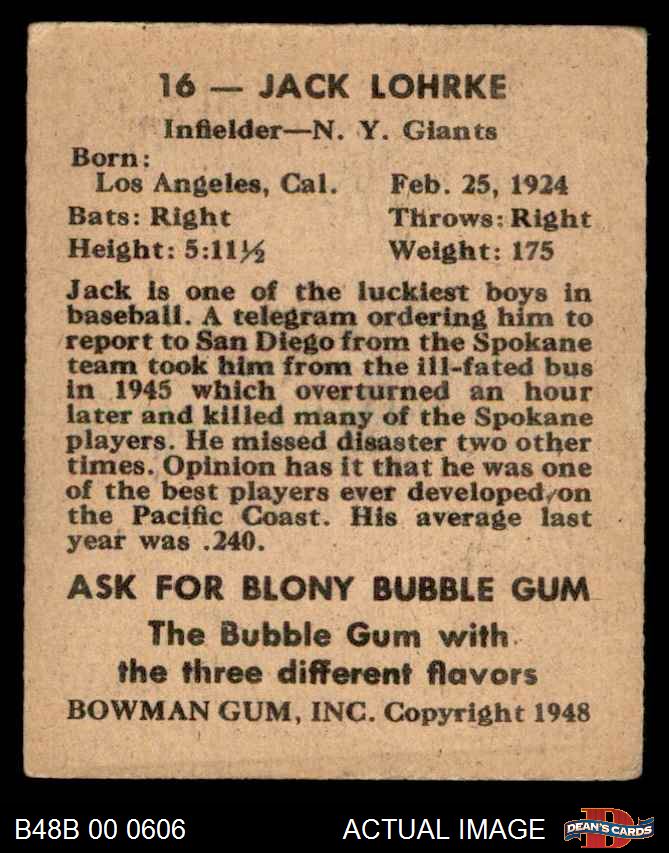 16 — JACK LOHRKE
Infielder—N. Y. Giants
Born:
Los Angeles, Cal. Feb. 25, 1924
Bats: Right Throws: Right
Height: 5:11½ Weight: 175
Jack is one of the luckiest boys in
baseball. A telegram ordering him to
report to San Diego from the Spokane
team took him from the ill-fated bus
in 1945 which overturned an hour
later and killed many of the Spokane
players. He missed disaster two other
times. Opinion has it that he was one
of the best players ever developed on
the Pacific Coast. His average last
year was .240.
ASK FOR BLONY BUBBLE GUM
The Bubble Gum with
the three different flavors
BOWMAN GUM, INC. Copyright 1948
B48B 00 0606 ACTUAL IMAGE D DEAN'S CARDS